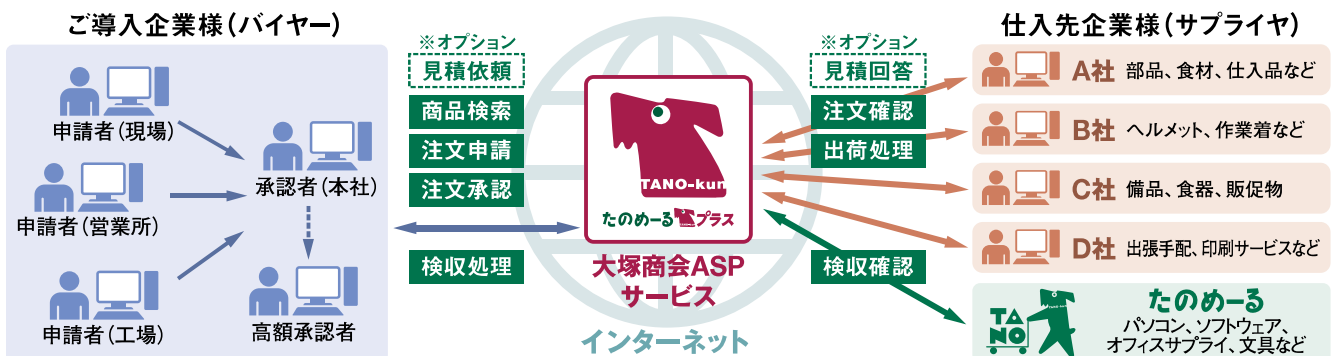 ご導入企業様(バイヤー)
申請者(現場)
申請者(営業所)
申請者(工場)
承認者(本社)
高額承認者
※オプション
見積依頼
商品検索
注文申請
注文承認
検収処理
TANO-kun
たのめーるプラス
大塚商会ASP
サービス
インターネット
※オプション
見積回答
注文確認
出荷処理
検収確認
仕入先企業様(サプライヤ)
A社 部品、食材、仕入品など
B社 ヘルメット、作業着など
C社 備品、食器、販促物
D社 出張手配、印刷サービスなど
TA
NO
たのめーる
パソコン、ソフトウェア、
オフィスサプライ、文具など